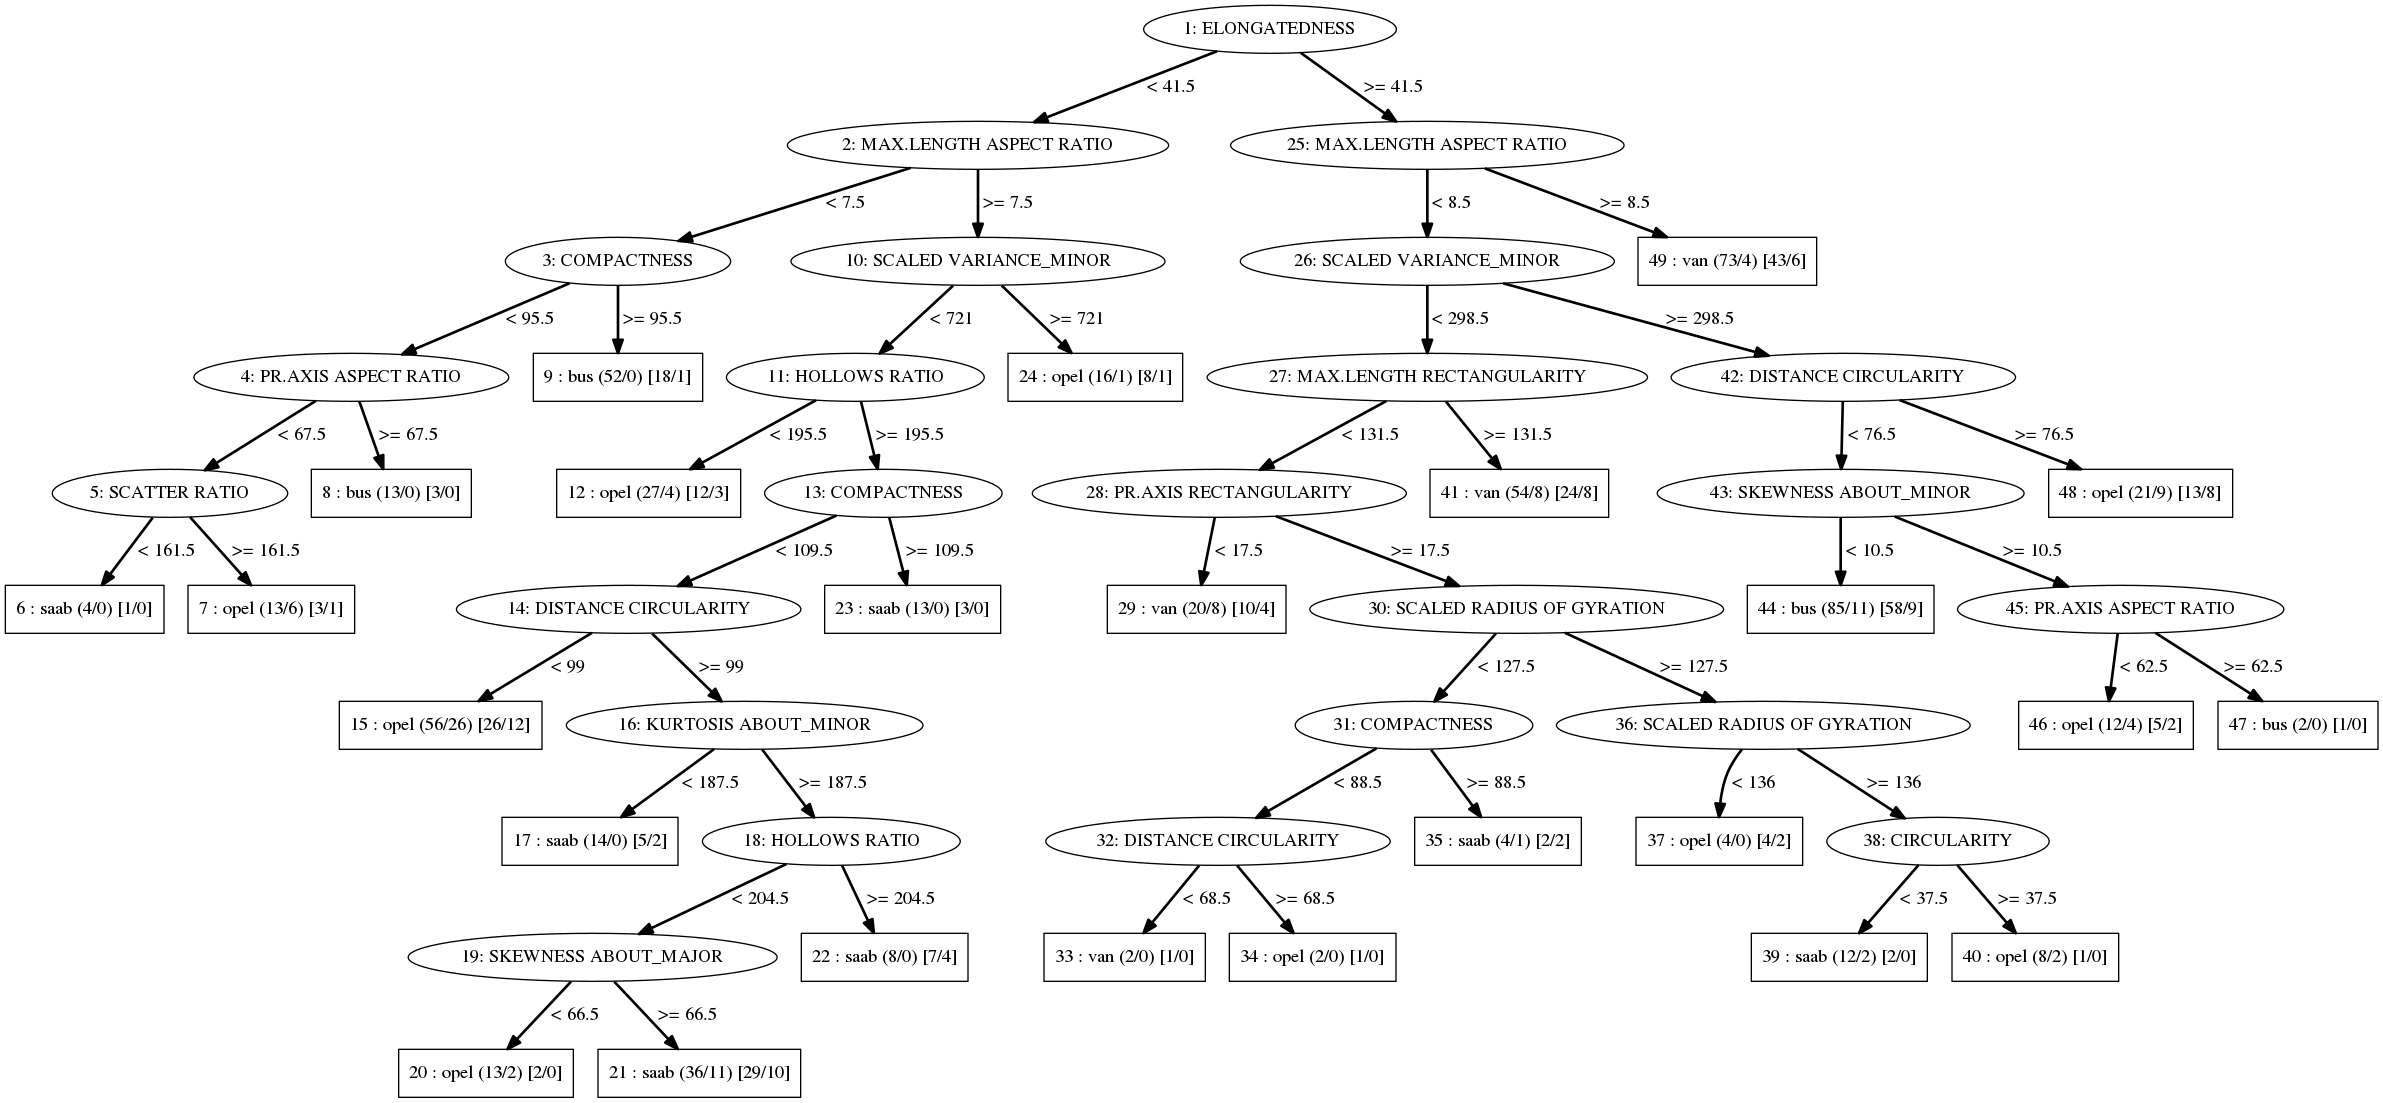 1: ELONGATEDNESS
< 41.5
>= 41.5
2: MAX.LENGTH ASPECT RATIO
25: MAX.LENGTH ASPECT RATIO
< 7.5
>= 7.5
< 8.5
>= 8.5
3: COMPACTNESS
10: SCALED VARIANCE_MINOR
26: SCALED VARIANCE_MINOR
49 : van (73/4) [43/6]
< 95.5
>= 95.5
< 721
>= 721
< 298.5
>= 298.5
4: PR.AXIS ASPECT RATIO
9 : bus (52/0) [18/1]
11: HOLLOWS RATIO
24 : opel (16/1) [8/1]
27: MAX.LENGTH RECTANGULARITY
42: DISTANCE CIRCULARITY
< 67.5
>= 67.5
< 195.5
>= 195.5
< 131.5
>= 131.5
< 76.5
>= 76.5
5: SCATTER RATIO
8 : bus (13/0) [3/0]
12 : opel (27/4) [12/3]
13: COMPACTNESS
28: PR.AXIS RECTANGULARITY
41 : van (54/8) [24/8]
43: SKEWNESS ABOUT_MINOR
48 : opel (21/9) [13/8]
< 161.5
>= 161.5
< 109.5
>= 109.5
< 17.5
>= 17.5
< 10.5
>= 10.5
6 : saab (4/0) [1/0]
7 : opel (13/6) [3/1]
14: DISTANCE CIRCULARITY
23 : saab (13/0) [3/0]
29 : van (20/8) [10/4]
30: SCALED RADIUS OF GYRATION
44 : bus (85/11) [58/9]
45: PR.AXIS ASPECT RATIO
< 99
>= 99
< 127.5
>= 127.5
< 62.5
>= 62.5
15 : opel (56/26) [26/12]
16: KURTOSIS ABOUT_MINOR
31: COMPACTNESS
36: SCALED RADIUS OF GYRATION
46 : opel (12/4) [5/2]
47 : bus (2/0) [1/0]
< 187.5
>= 187.5
< 88.5
>= 88.5
< 136
>= 136
17 : saab (14/0) [5/2]
18: HOLLOWS RATIO
32: DISTANCE CIRCULARITY
35 : saab (4/1) [2/2]
37 : opel (4/0) [4/2]
38: CIRCULARITY
< 204.5
>= 204.5
< 68.5
>= 68.5
< 37.5
>= 37.5
19: SKEWNESS ABOUT_MAJOR
22 : saab (8/0) [7/4]
33 : van (2/0) [1/0]
34 : opel (2/0) [1/0]
39 : saab (12/2) [2/0]
40 : opel (8/2) [1/0]
< 66.5
>= 66.5
20 : opel (13/2) [2/0]
21 : saab (36/11) [29/10]